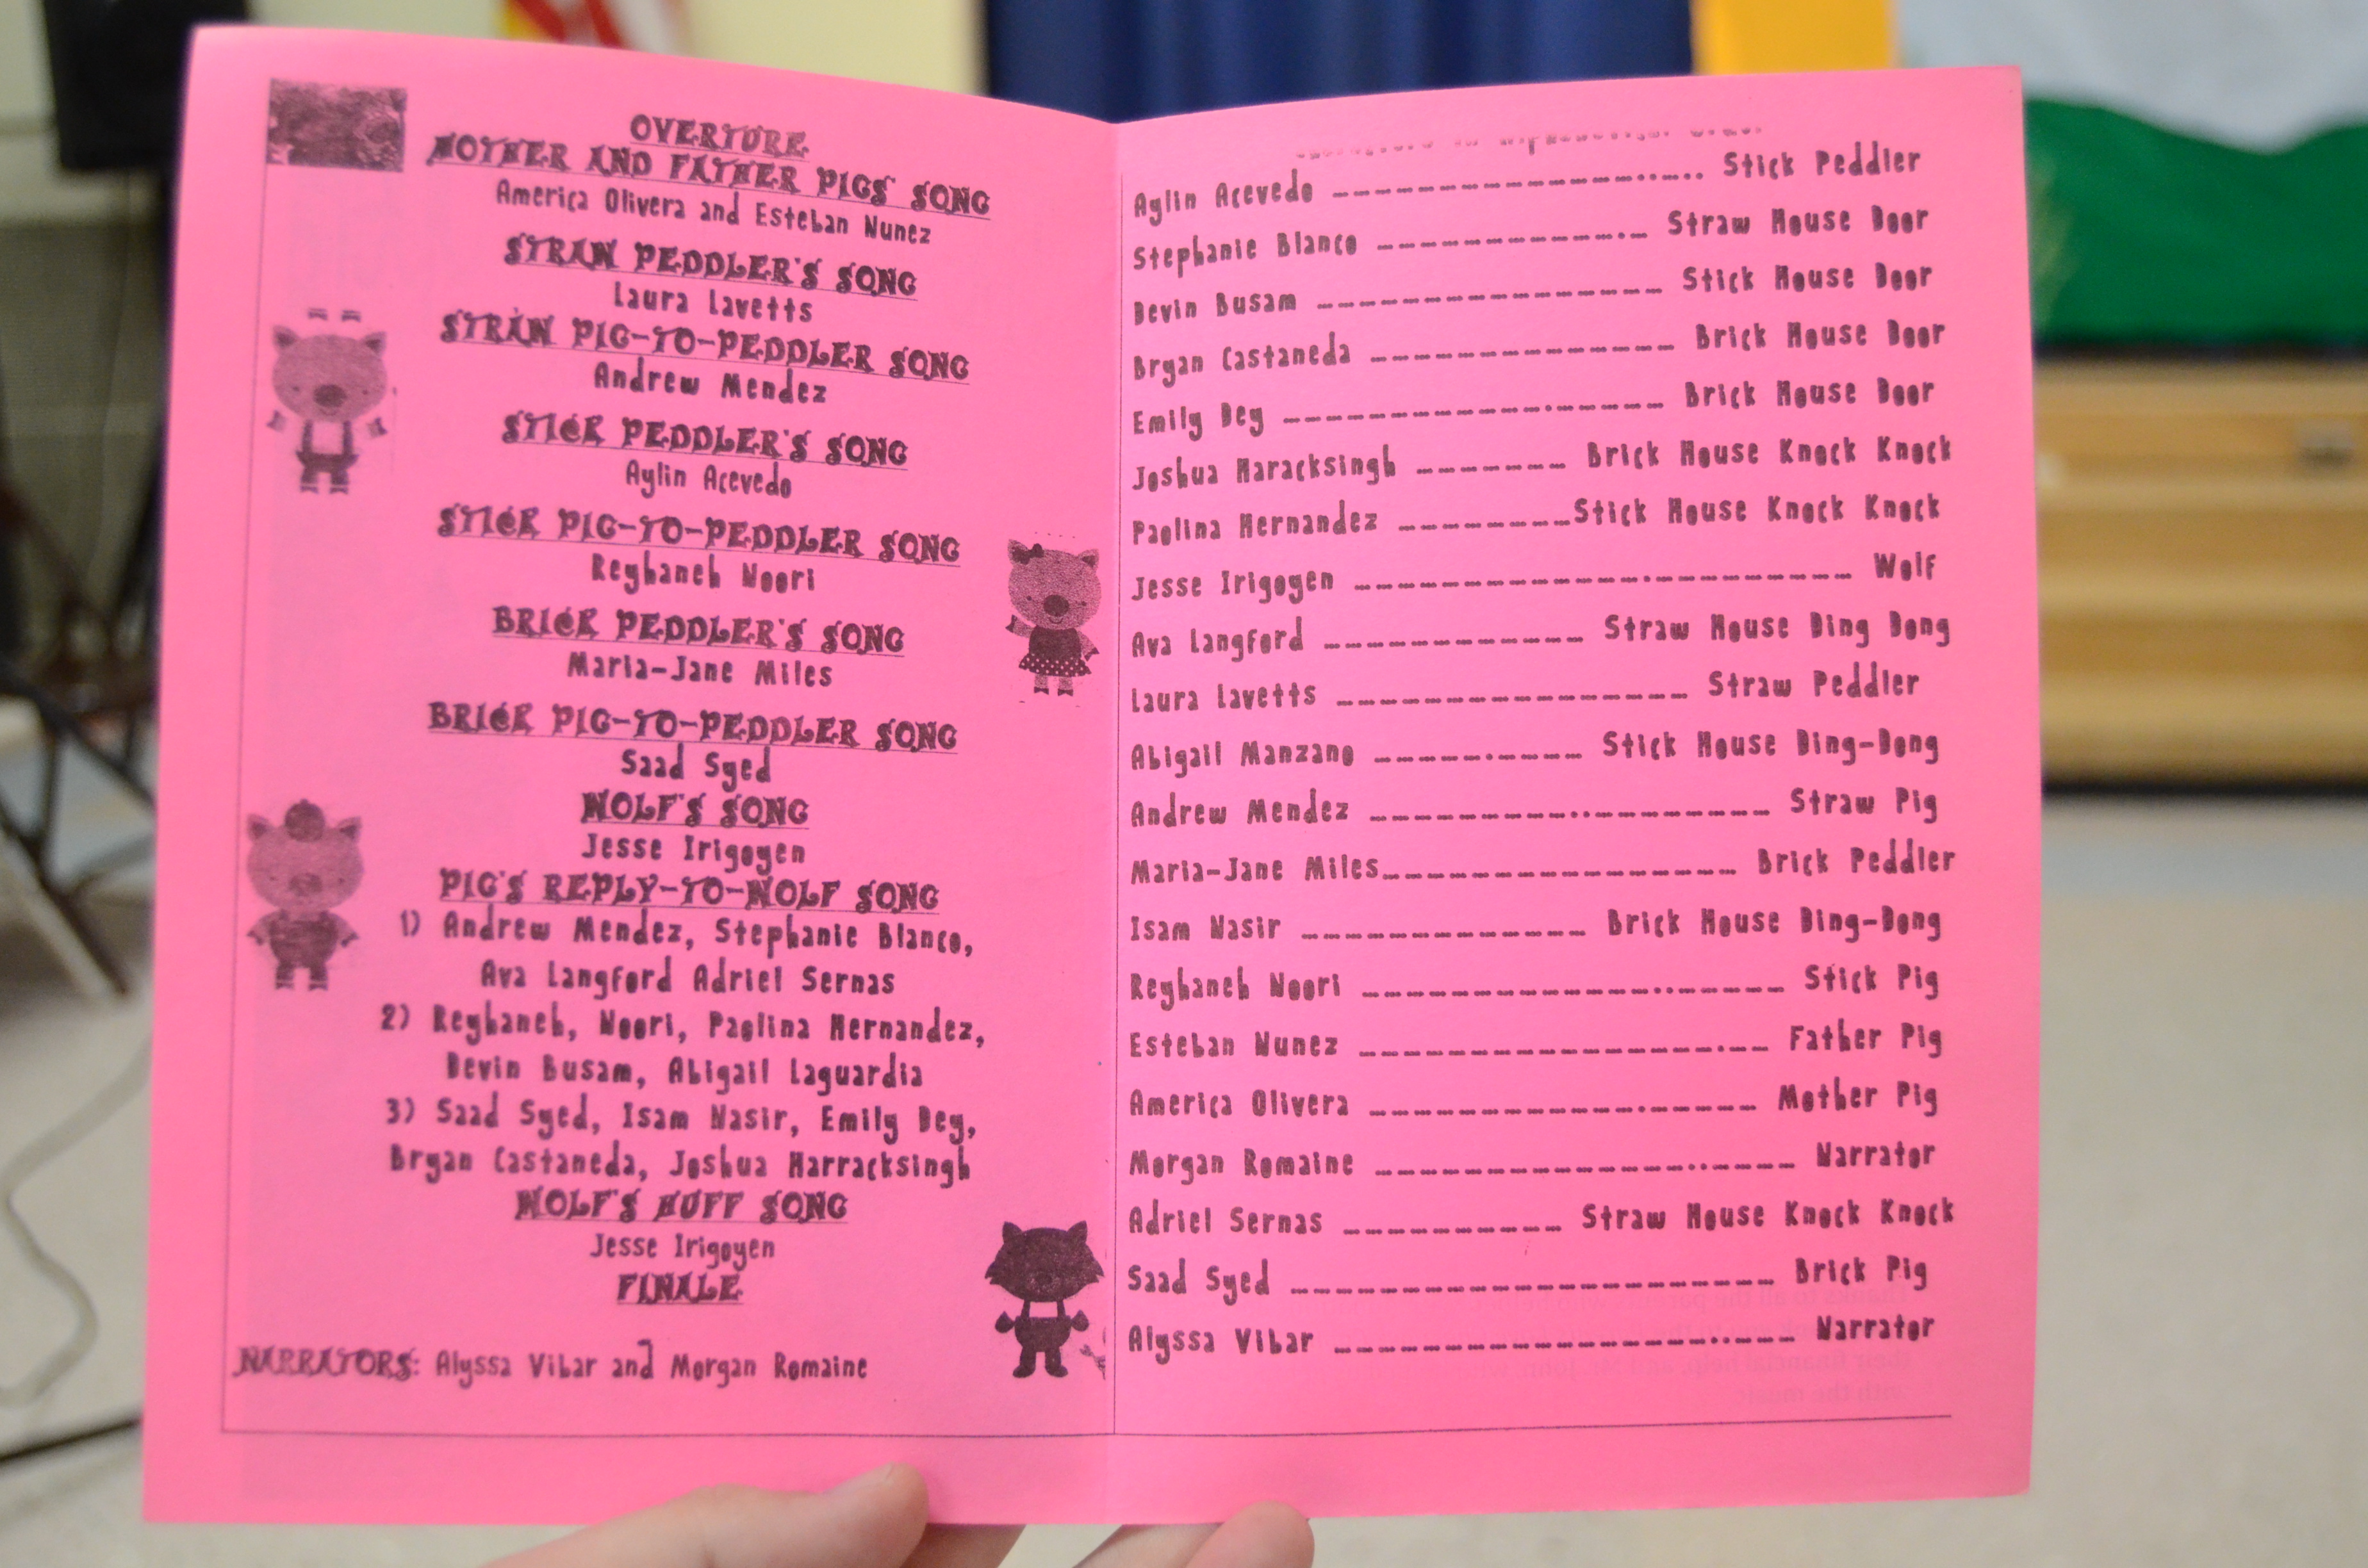 OVERTURE
MOTHER AND FATHER PIGS' SONG
America Olivera and Esteban Nunez
STRAW PEDDLER'S SONG
Laura Lavetts
STRAW PIG-TO-PEDDLER SONG
Andrew Mendez
STICK PEDDLER'S SONG
Aylin Acevedo
STICK PIG-TO-PEDDLER SONG
Reyhaneh Noori
BRICK PEDDLER'S SONG
Maria-Jane Miles
BRICK PIG-TO-PEDDLER SONG
Saad Syed
WOLF'S SONG
Jesse Irigoyen
PIG'S REPLY-TO-WOLF SONG
1) Andrew Mendez, Stephanie Blanco,
Ava Langford Adriel Sernas
2) Reyhaneh, Noori, Paolina Hernandez,
Devin Busam, Abigail Laguardia
3) Saad Syed, Isam Nasir, Emily Dey,
Bryan Castaneda, Joshua Harracksingh
WOLF'S HUFF SONG
Jesse Irigoyen
FINALE
NARRATORS: Alyssa Vibar and Morgan Romaine
Aylin Acevedo ........................ Stick Peddler
Stephanie Blanco ........................ Straw House Door
Devin Busam ........................ Stick House Door
Bryan Castaneda ........................ Brick House Door
Emily Dey ........................ Brick House Door
Joshua Haracksingh ............ Brick House Knock Knock
Paolina Hernandez ............ Stick House Knock Knock
Jesse Irigoyen ........................ Wolf
Ava Langford ........................ Straw House Ding Dong
Laura Lavetts ........................ Straw Peddler
Abigail Manzano ............ Stick House Ding-Dong
Andrew Mendez ........................ Straw Pig
Maria-Jane Miles........................ Brick Peddler
Isam Nasir ........................ Brick House Ding-Dong
Reyhaneh Noori ........................ Stick Pig
Esteban Nunez ........................ Father Pig
America Olivera ........................ Mother Pig
Morgan Romaine ........................ Narrator
Adriel Sernas ............ Straw House Knock Knock
Saad Syed ........................ Brick Pig
Alyssa Vibar ........................ Narrator